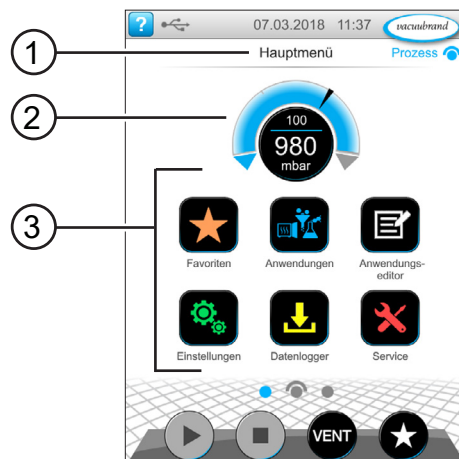 ?
07.03.2018 11:37
vacuubrand
1
Hauptmenü
Prozess
2
100
980
mbar
3
Favoriten
Anwendungen
Anwendungs-
editor
Einstellungen
Datenlogger
Service
VENT